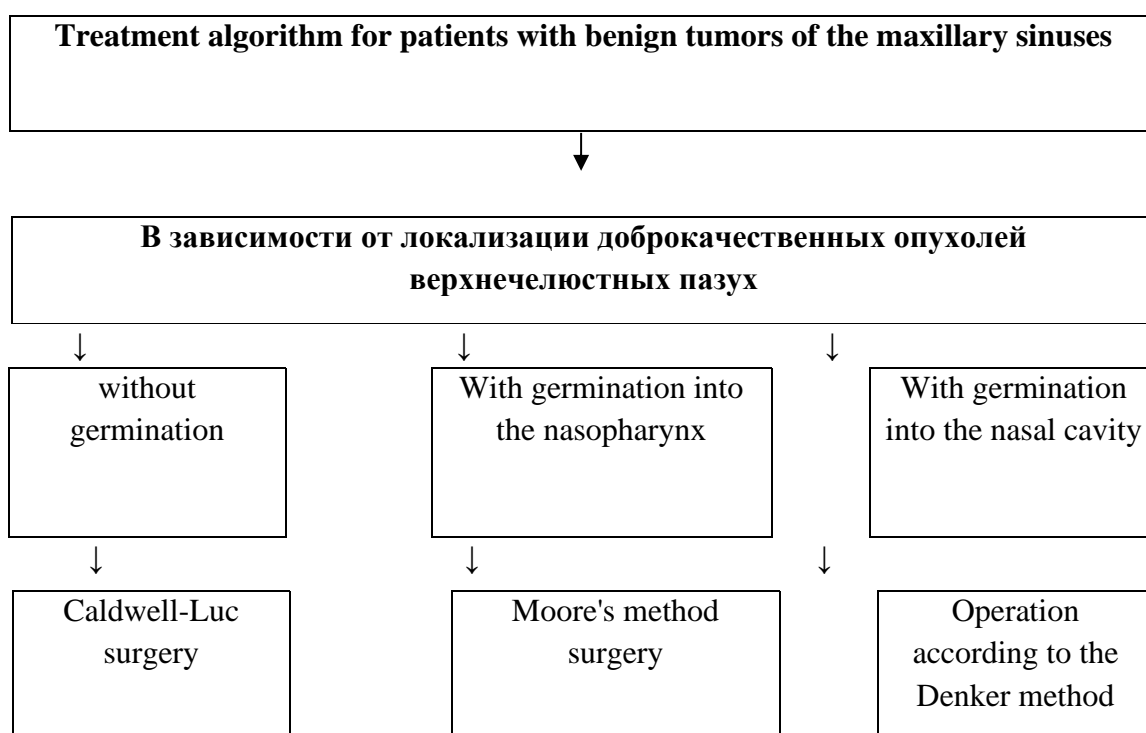 Treatment algorithm for patients with benign tumors of the maxillary sinuses
В зависимости от локализации доброкачественных опухолей
верхнечелюстных пазух
↓ ↓ ↓
without
germination
With germination into
the nasopharynx
With germination
into the nasal cavity
↓ ↓ ↓
Caldwell-Luc
surgery
Moore's method
surgery
Operation
according to the
Denker method